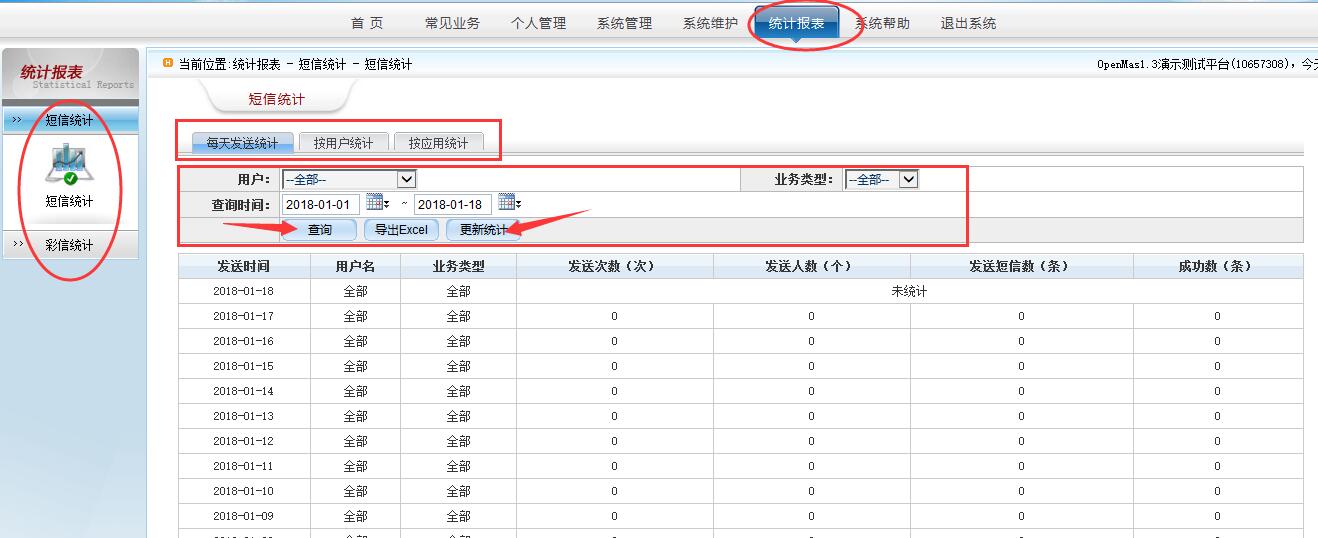 首 页 常见业务 个人管理 系统管理 系统维护 统计报表 系统帮助 退出系统
统计报表
Statistical Reports
当前位置:统计报表 - 短信统计 - 短信统计 OpenMas1.3演示测试平台(10657308), 今
短信统计
>> 短信统计
短信统计
>> 彩信统计
每天发送统计 按用户统计 按应用统计
用户: --全部-- 业务类型: --全部--
查询时间: 2018-01-01 ~ 2018-01-18
查询 导出Excel 更新统计
发送时间 用户名 业务类型 发送次数（次） 发送人数（个） 发送短信数（条） 成功数（条）
2018-01-18 全部 全部 未统计
2018-01-17 全部 全部 0 0 0 0
2018-01-16 全部 全部 0 0 0 0
2018-01-15 全部 全部 0 0 0 0
2018-01-14 全部 全部 0 0 0 0
2018-01-13 全部 全部 0 0 0 0
2018-01-12 全部 全部 0 0 0 0
2018-01-11 全部 全部 0 0 0 0
2018-01-10 全部 全部 0 0 0 0
2018-01-09 全部 全部 0 0 0 0